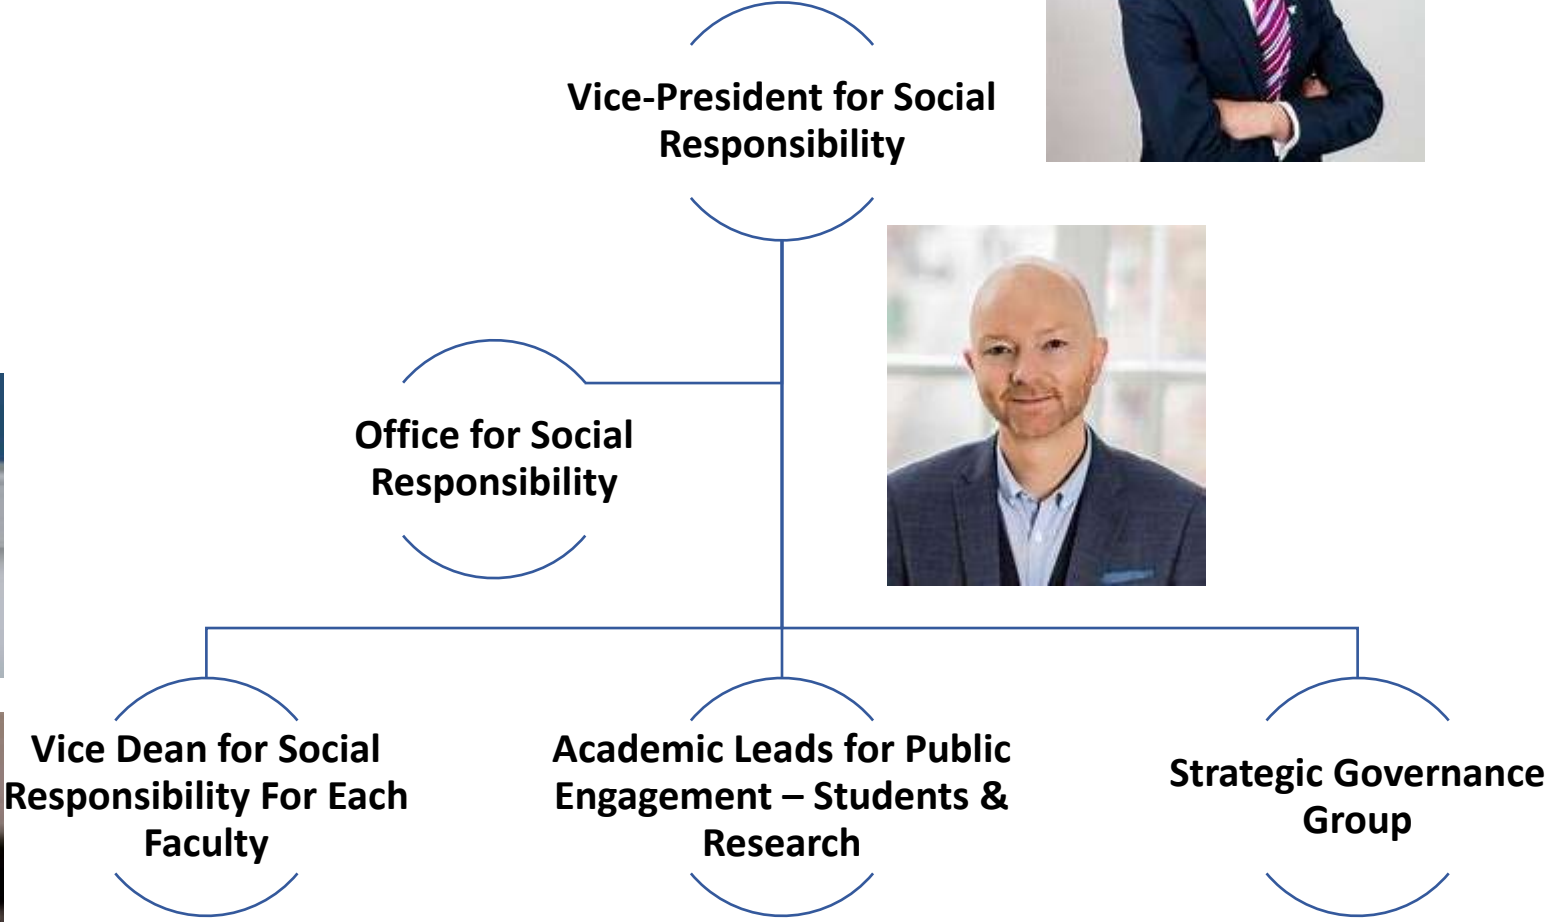 Vice-President for Social
Responsibility
Office for Social
Responsibility
Vice Dean for Social
Responsibility For Each
Faculty
Academic Leads for Public
Engagement – Students &
Research
Strategic Governance
Group